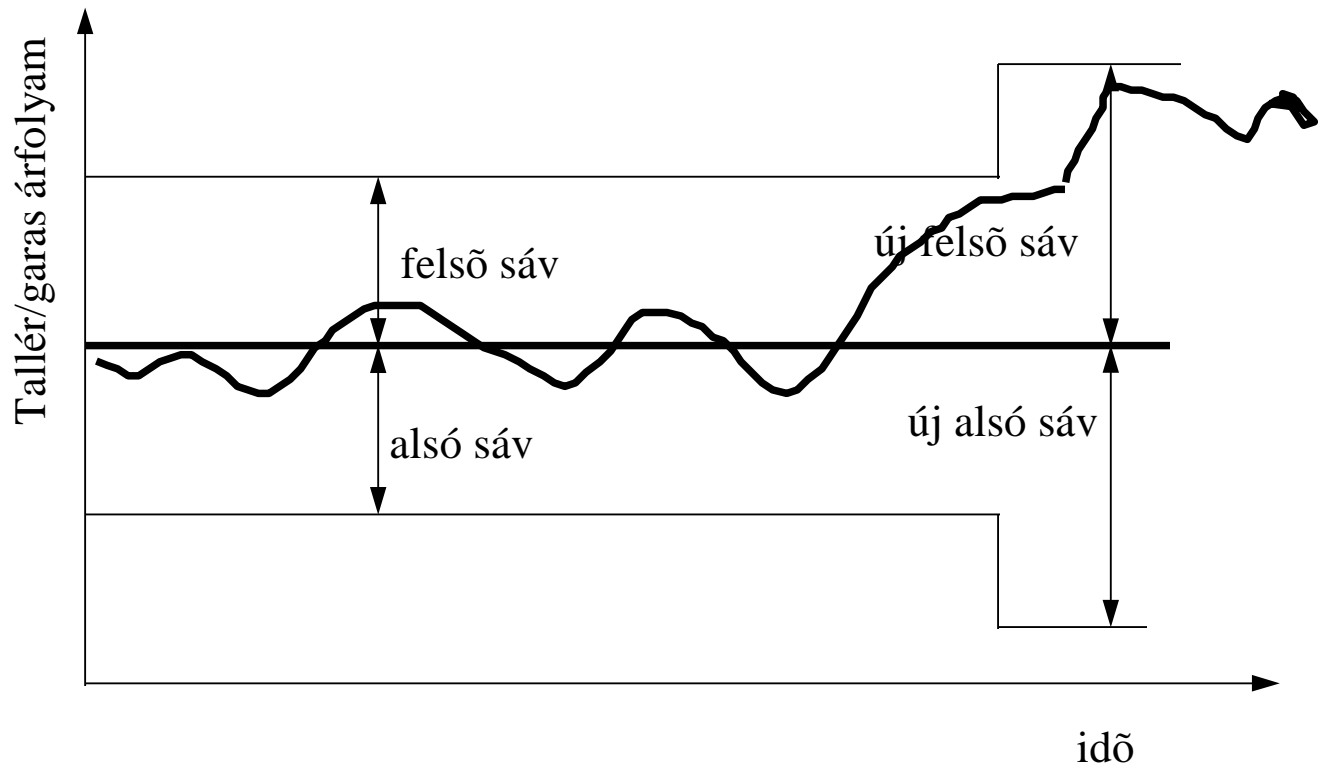 Tallér/garas árfolyam
felsõ sáv
új felsõ sáv
alsó sáv
új alsó sáv
idõ